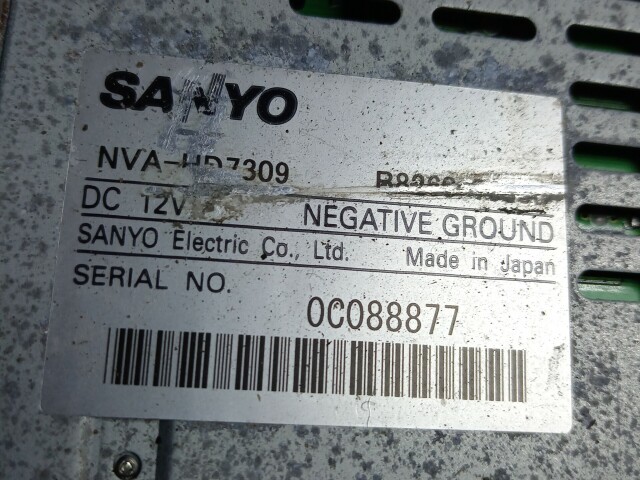 SANYO
NVA-HD7309
DC 12V NEGATIVE GROUND
SANYO Electric Co., Ltd. Made in Japan
SERIAL NO.
0C088877